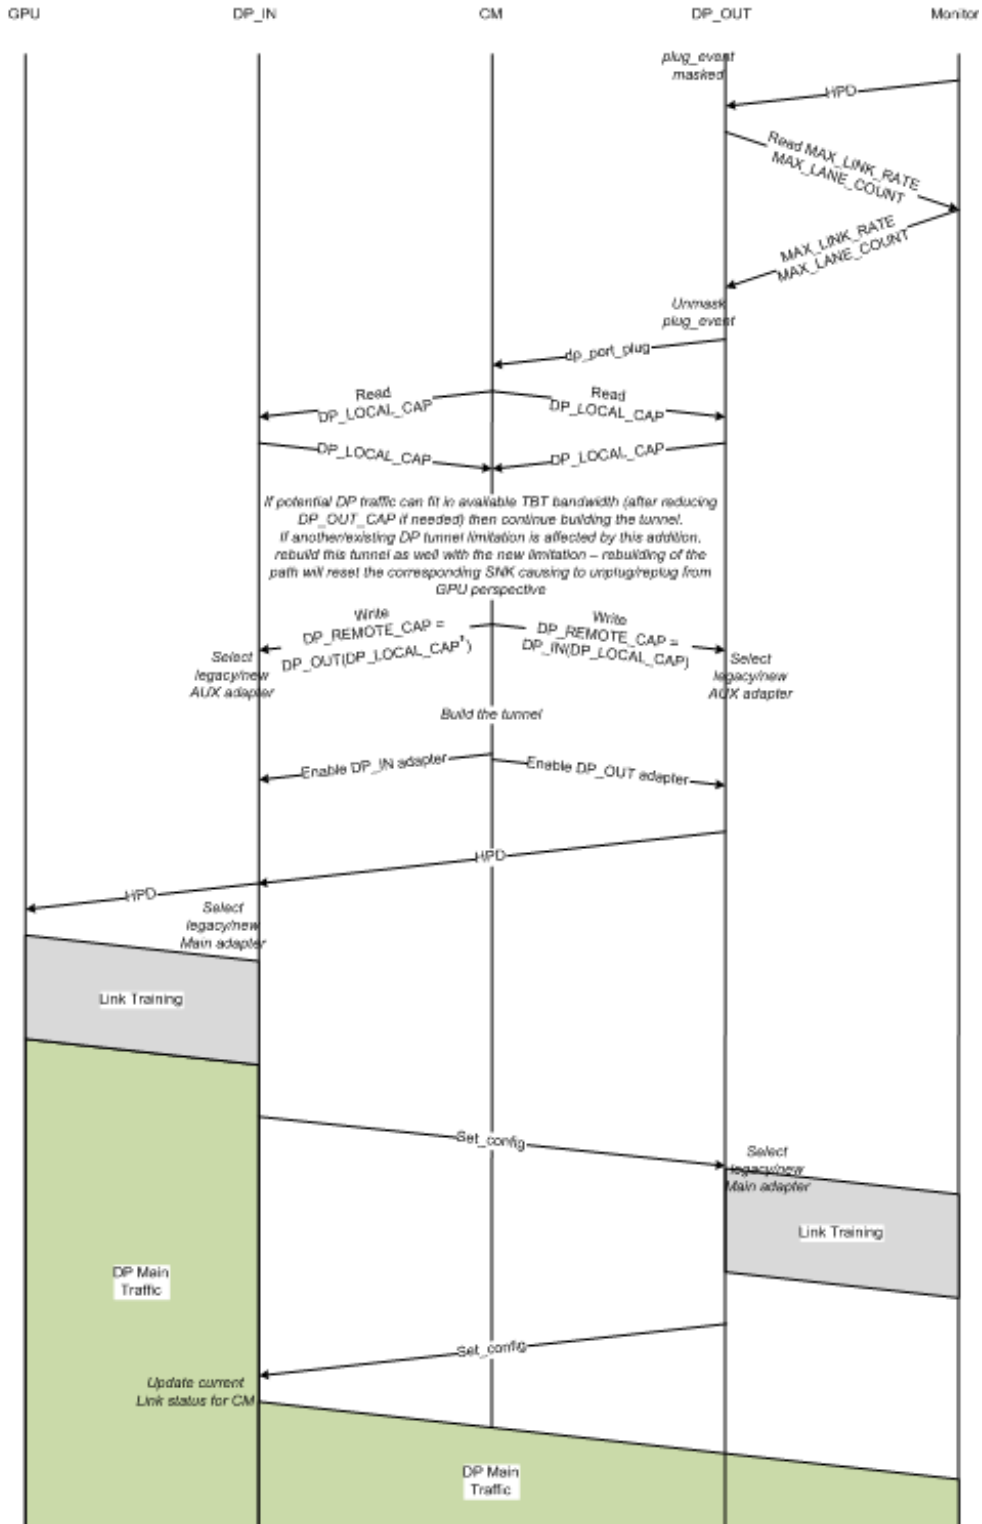 GPU
DP_IN
CM
DP_OUT
Monitor
plug_event
masked
HPD
Read MAX_LINK_RATE
MAX_LANE_COUNT
MAX_LINK_RATE
MAX_LANE_COUNT
Unmask
plug_event
dp_port_plug
Read
DP_LOCAL_CAP
Read
DP_LOCAL_CAP
DP_LOCAL_CAP
DP_LOCAL_CAP
If potential DP traffic can fit in available TBT bandwidth (after reducing
DP_OUT_CAP if needed) then continue building the tunnel.
If another/existing DP tunnel limitation is affected by this addition,
rebuild this tunnel as well with the new limitation – rebuilding of the
path will reset the corresponding SNK causing to unplug/replug from
GPU perspective
Write
DP_REMOTE_CAP =
DP_OUT(DP_LOCAL_CAP*)
Write
DP_REMOTE_CAP =
DP_IN(DP_LOCAL_CAP)
Select
legacy/new
AUX adapter
Select
legacy/new
AUX adapter
Build the tunnel
Enable DP_IN adapter
Enable DP_OUT adapter
HPD
HPD
Select
legacy/new
Main adapter
Link Training
Set_config
Select
legacy/new
Main adapter
Link Training
DP Main
Traffic
Set_config
Update current
Link status for CM
DP Main
Traffic